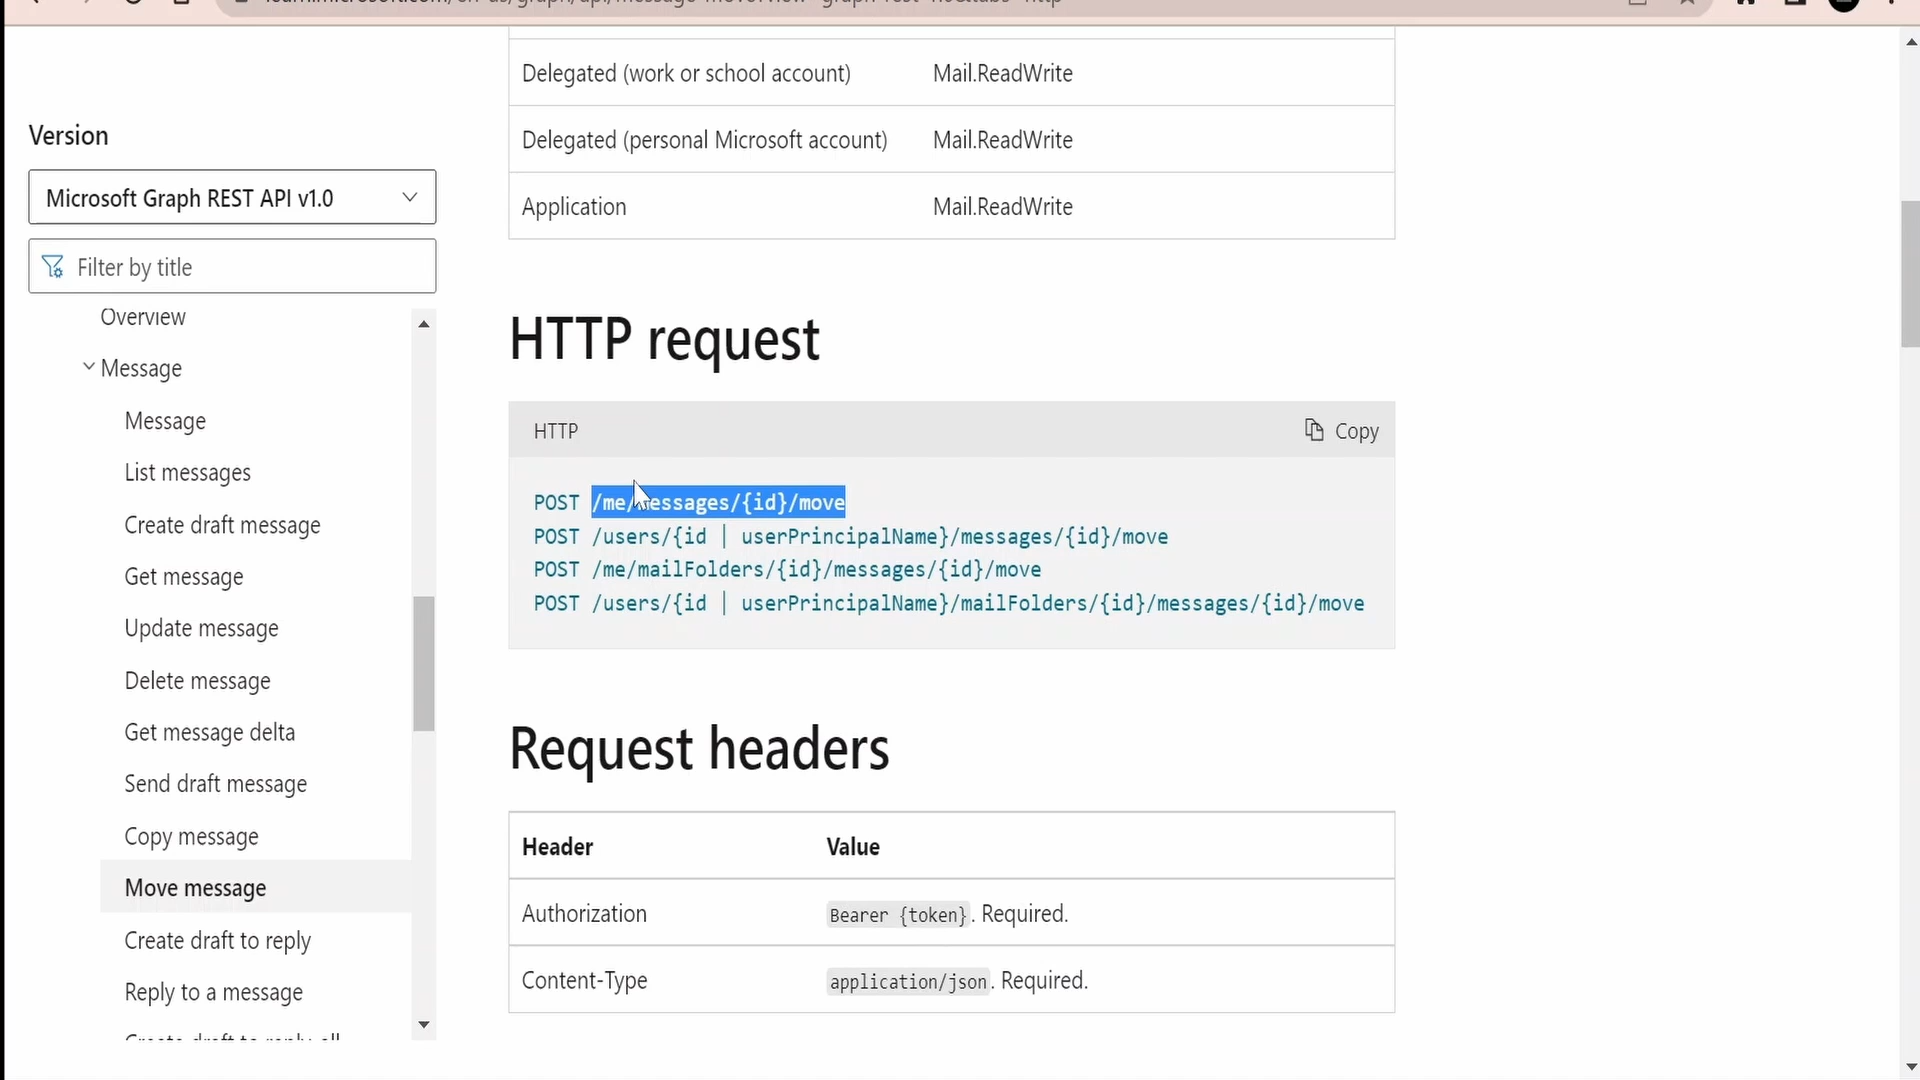 Delegated (work or school account) Mail.ReadWrite
Delegated (personal Microsoft account) Mail.ReadWrite
Application Mail.ReadWrite
Version
Microsoft Graph REST API v1.0
Filter by title
Overview
Message
Message
List messages
Create draft message
Get message
Update message
Delete message
Get message delta
Send draft message
Copy message
Move message
Create draft to reply
Reply to a message
HTTP request
HTTP Copy
POST /me/messages/{id}/move
POST /users/{id | userPrincipalName}/messages/{id}/move
POST /me/mailFolders/{id}/messages/{id}/move
POST /users/{id | userPrincipalName}/mailFolders/{id}/messages/{id}/move
Request headers
Header Value
Authorization Bearer {token}. Required.
Content-Type application/json. Required.